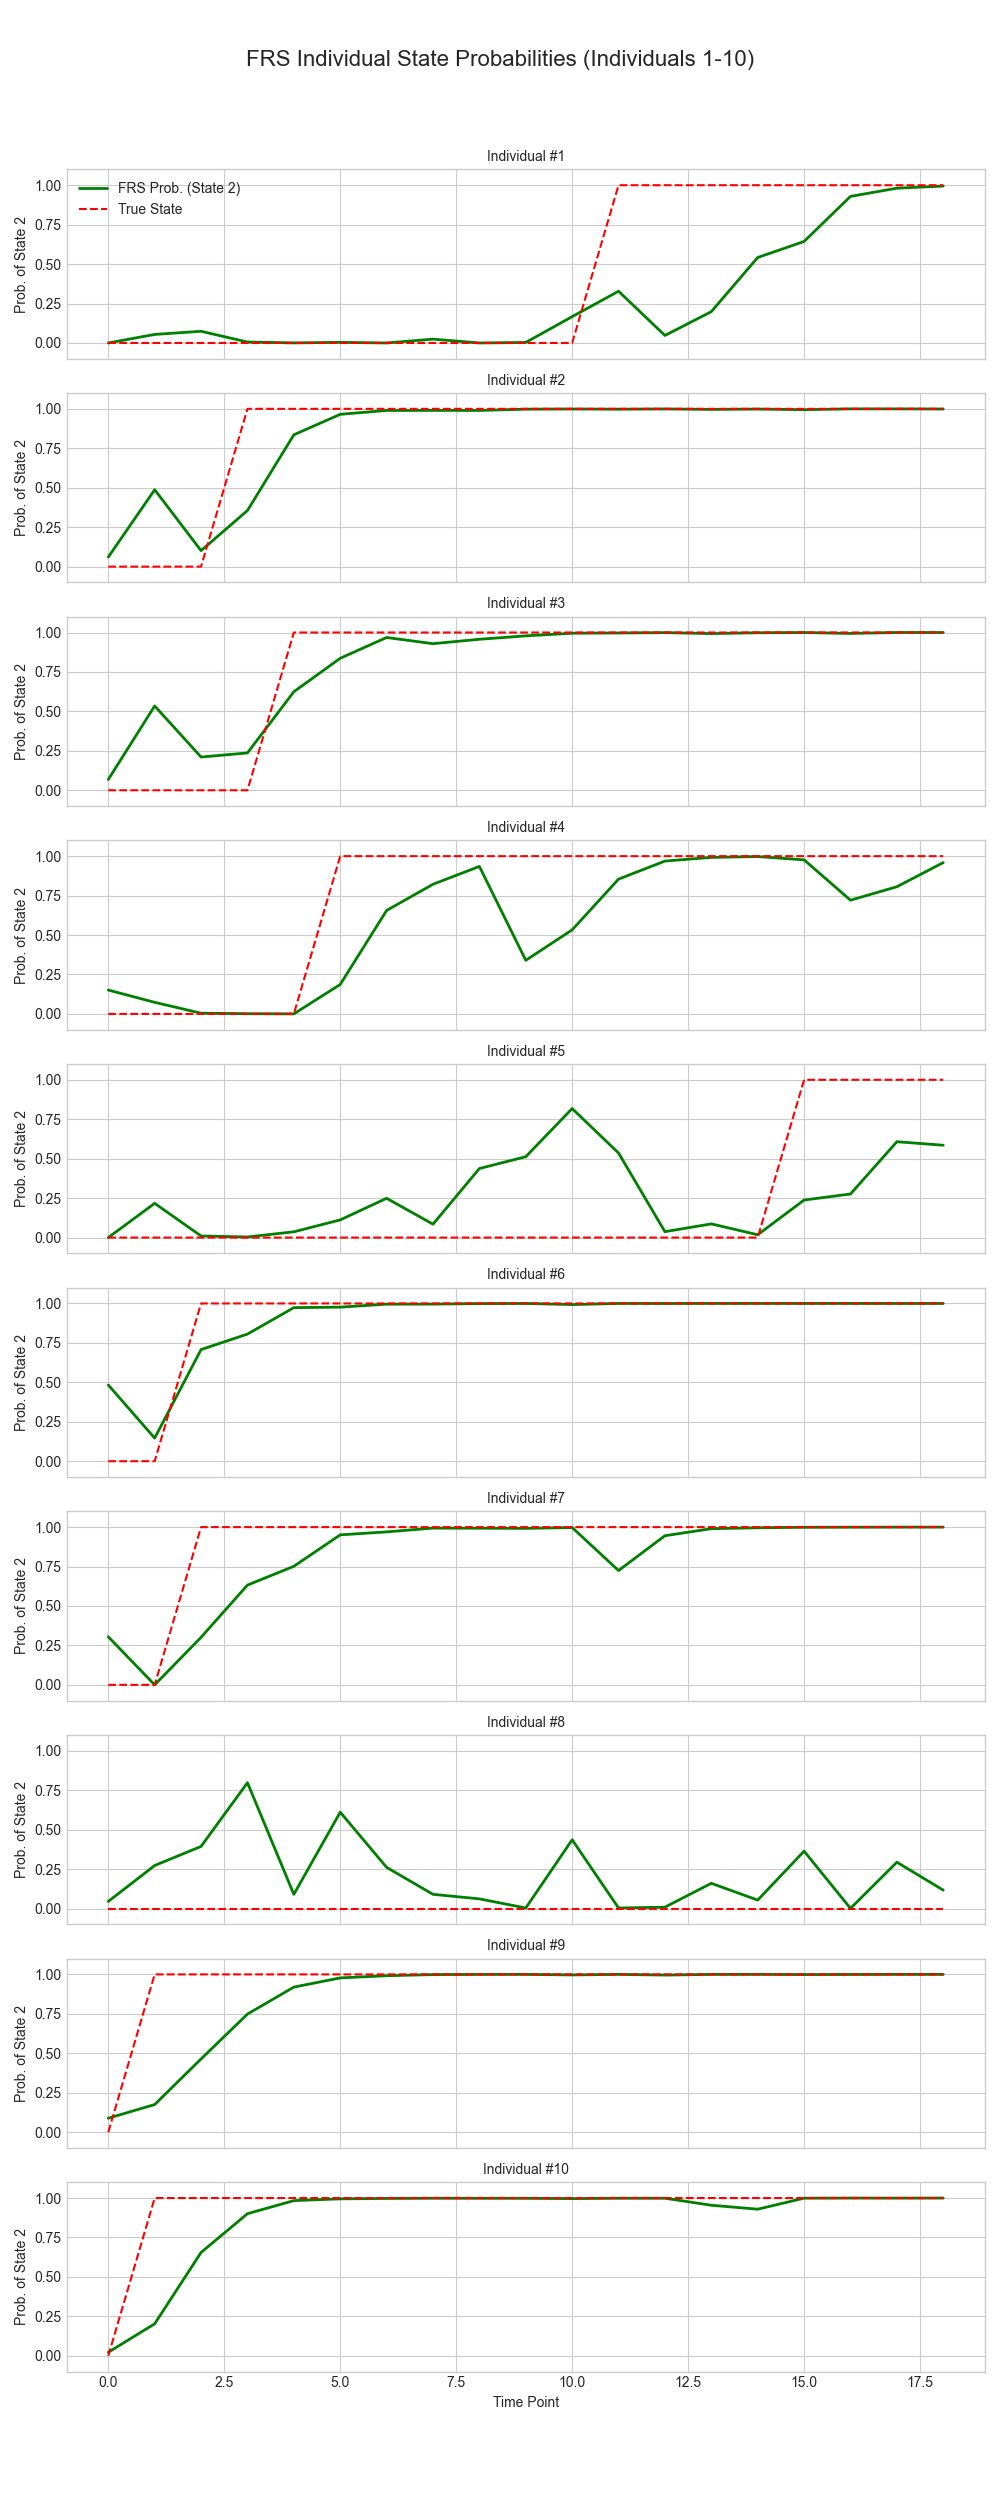 FRS Individual State Probabilities (Individuals 1-10)
Individual #1
FRS Prob. (State 2)
True State
1.00
0.75
0.50
0.25
0.00
Prob. of State 2
Individual #2
1.00
0.75
0.50
0.25
0.00
Prob. of State 2
Individual #3
1.00
0.75
0.50
0.25
0.00
Prob. of State 2
Individual #4
1.00
0.75
0.50
0.25
0.00
Prob. of State 2
Individual #5
1.00
0.75
0.50
0.25
0.00
Prob. of State 2
Individual #6
1.00
0.75
0.50
0.25
0.00
Prob. of State 2
Individual #7
1.00
0.75
0.50
0.25
0.00
Prob. of State 2
Individual #8
1.00
0.75
0.50
0.25
0.00
Prob. of State 2
Individual #9
1.00
0.75
0.50
0.25
0.00
Prob. of State 2
Individual #10
1.00
0.75
0.50
0.25
0.00
Prob. of State 2
0.0 2.5 5.0 7.5 10.0 12.5 15.0 17.5
Time Point